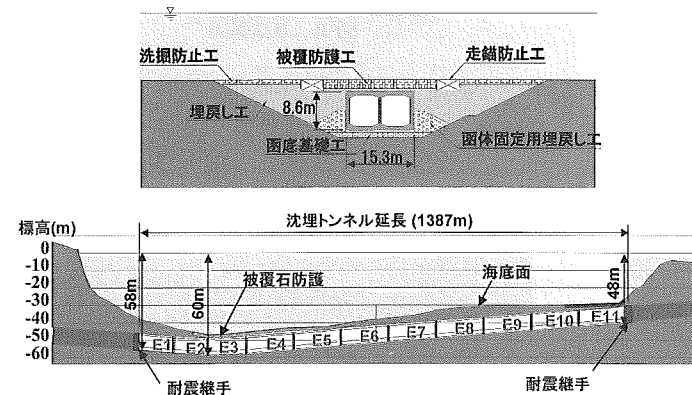 洗掘防止工
被覆防護工
走錨防止工
埋戻し工
8.6m
函底基礎工
函体固定用埋戻し工
15.3m
標高(m)
沈埋トンネル延長 (1387m)
0
-10
-20
-30
-40
-50
-60
58m
60m
48m
被覆石防護
海底面
E1 E2 E3 E4 E5 E6 E7 E8 E9 E10 E11
耐震継手
耐震継手